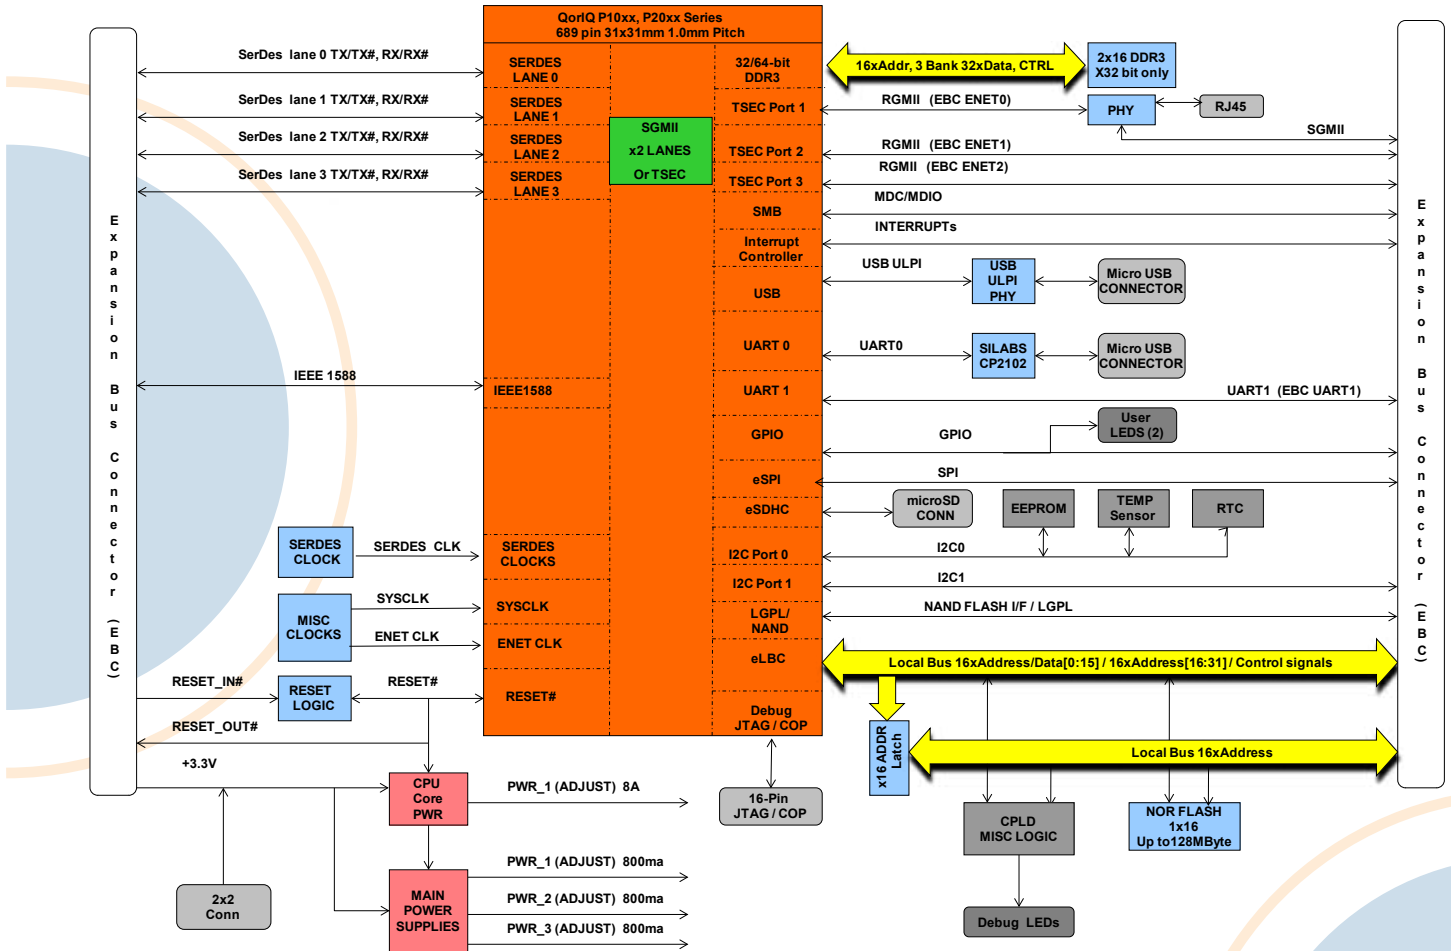 QorIQ P10xx, P20xx Series
689 pin 31x31mm 1.0mm Pitch
Expansion Bus Connector (EBC)
SerDes lane 0 TX/TX#, RX/RX#
SerDes lane 1 TX/TX#, RX/RX#
SerDes lane 2 TX/TX#, RX/RX#
SerDes lane 3 TX/TX#, RX/RX#
IEEE 1588
SERDES
CLOCK
SERDES CLK
MISC
CLOCKS
SYSCLK
ENET CLK
RESET_IN#
RESET
LOGIC
RESET#
RESET_OUT#
+3.3V
2x2
Conn
CPU
Core
PWR
PWR_1 (ADJUST) 8A
MAIN
POWER
SUPPLIES
PWR_1 (ADJUST) 800ma
PWR_2 (ADJUST) 800ma
PWR_3 (ADJUST) 800ma
SERDES
LANE 0
SERDES
LANE 1
SERDES
LANE 2
SERDES
LANE 3
IEEE1588
SERDES
CLOCKS
SYSCLK
ENET CLK
RESET#
SGMII
x2 LANES
Or TSEC
32/64-bit
DDR3
TSEC Port 1
TSEC Port 2
TSEC Port 3
SMB
Interrupt
Controller
USB
UART 0
UART 1
GPIO
eSPI
eSDHC
I2C Port 0
I2C Port 1
LGPL/
NAND
eLBC
Debug
JTAG / COP
16-Pin
JTAG / COP
16xAddr, 3 Bank 32xData, CTRL
2x16 DDR3
X32 bit only
RGMII (EBC ENET0)
PHY
RJ45
SGMII
RGMII (EBC ENET1)
RGMII (EBC ENET2)
MDC/MDIO
INTERRUPTs
USB ULPI
USB
ULPI
PHY
Micro USB
CONNECTOR
UART0
SILABS
CP2102
Micro USB
CONNECTOR
UART1 (EBC UART1)
GPIO
User
LEDS (2)
SPI
microSD
CONN
EEPROM
TEMP
Sensor
RTC
I2C0
I2C1
NAND FLASH I/F / LGPL
Local Bus 16xAddress/Data[0:15] / 16xAddress[16:31] / Control signals
x16 ADDR
Latch
Local Bus 16xAddress
CPLD
MISC LOGIC
NOR FLASH
1x16
Up to128MByte
Debug LEDs
Expansion Bus Connector (EBC)